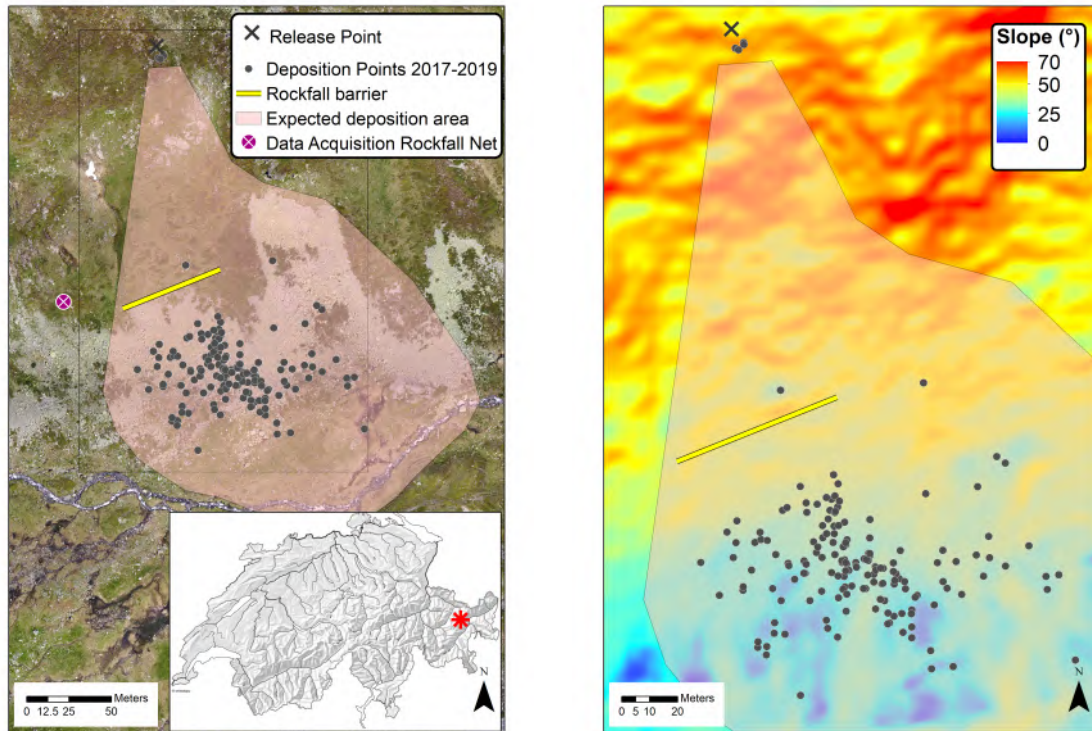 Release Point
Deposition Points 2017-2019
Rockfall barrier
Expected deposition area
Data Acquisition Rockfall Net
0 12.5 25 50 Meters
N
Slope (°)
70
50
25
0
0 5 10 20 Meters
N